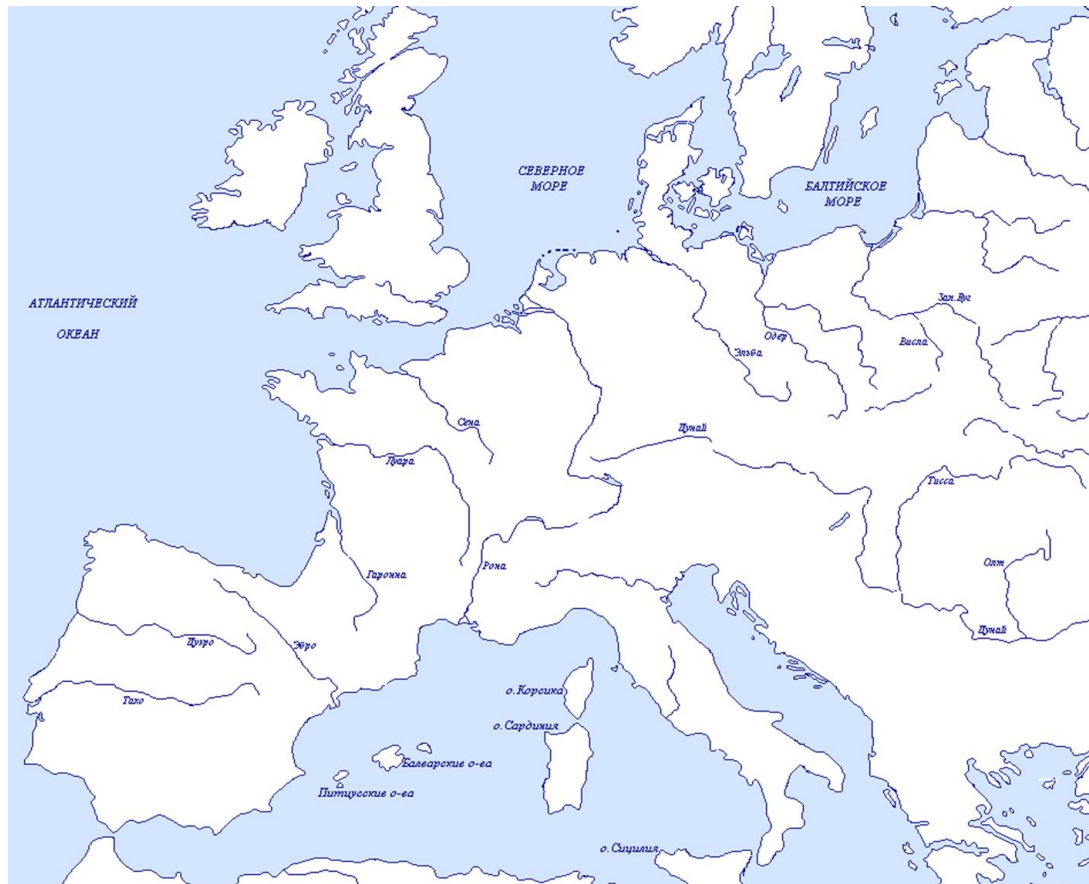 СЕВЕРНОЕ
МОРЕ
БАЛТИЙСКОЕ
МОРЕ
АТЛАНТИЧЕСКИЙ
ОКЕАН
Зап. Буг
Одер
Висла
Эльба
Сена
Дунай
Луара
Тисса
Рона
Гаронна
Олт
Дунай
Дуэро
Эбро
Тахо
о.Корсика
о.Сардиния
Балеарские о-ва
Питиусские о-ва
о.Сицилия